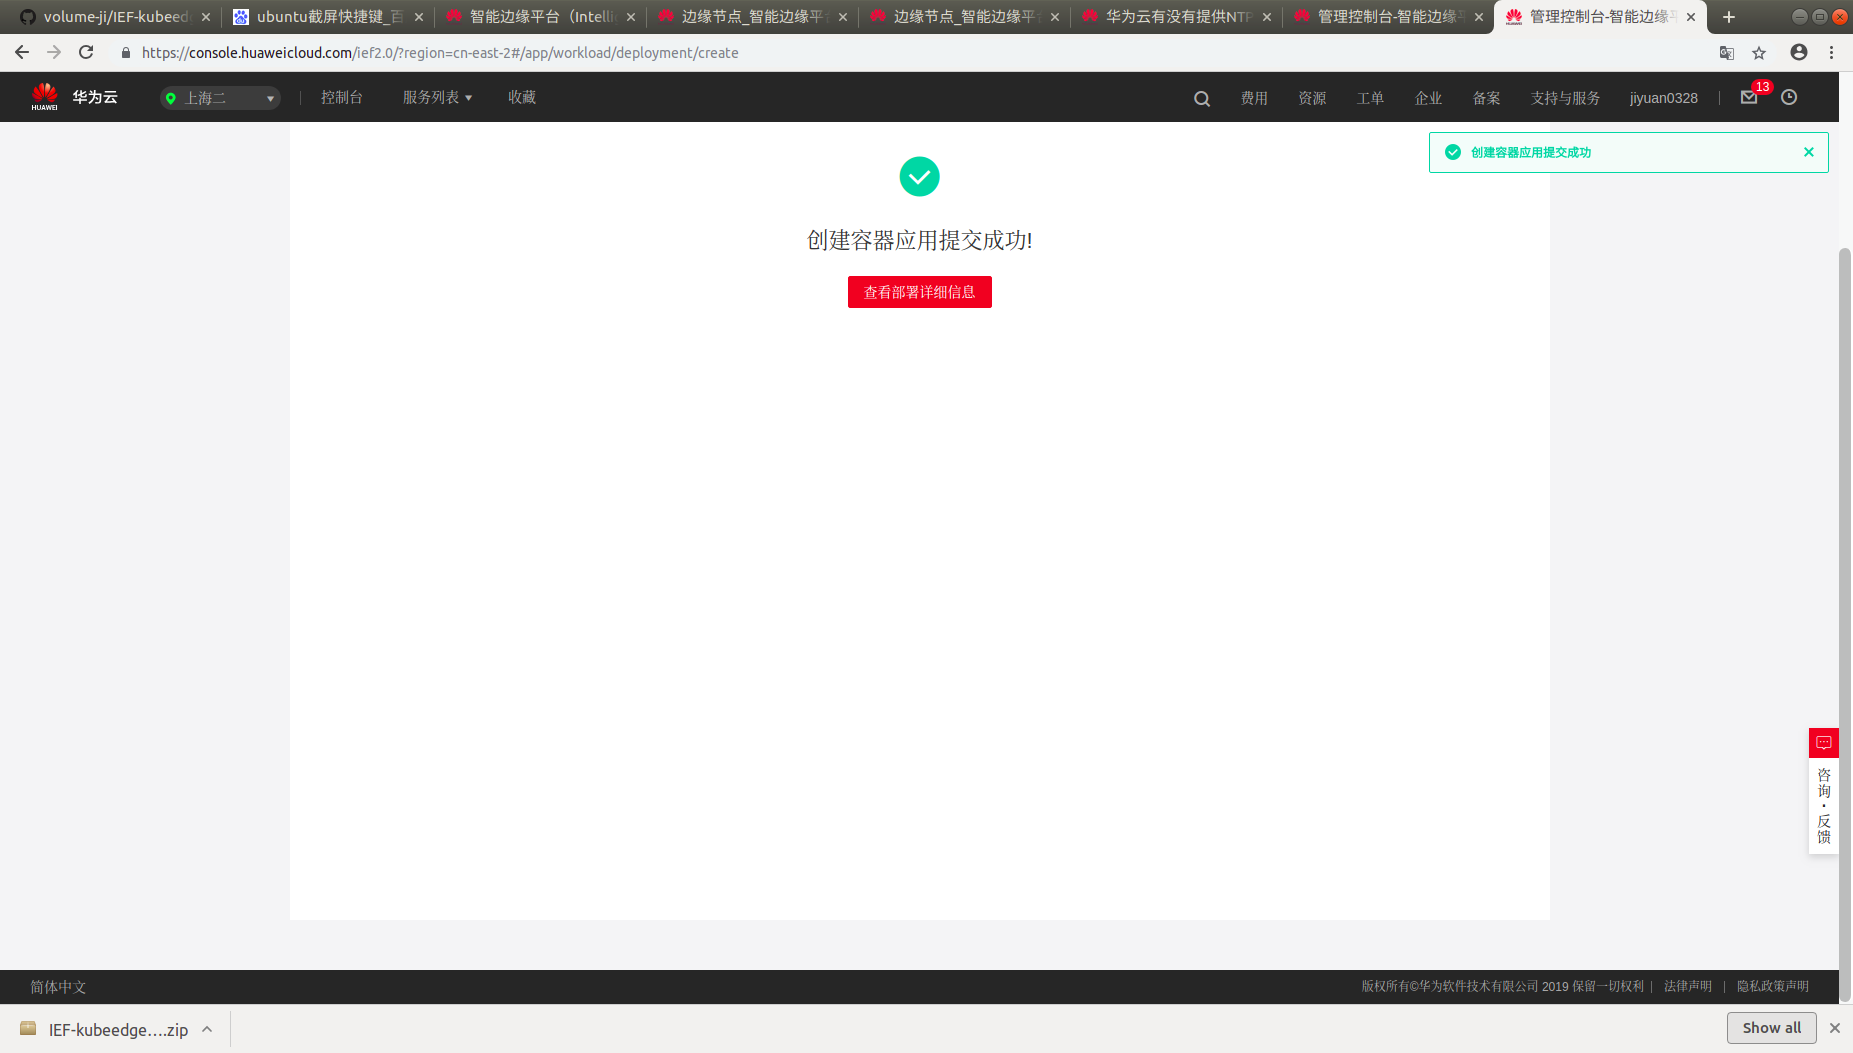 volume-ji/IEF-kubeed
ubuntu截屏快捷键_百
智能边缘平台（Intelli
边缘节点_智能边缘平台
边缘节点_智能边缘平台
华为云有没有提供NTP
管理控制台-智能边缘平
管理控制台-智能边缘平
https://console.huaweicloud.com/ief2.0/?region=cn-east-2#/app/workload/deployment/create
HUAWEI
华为云
上海二
控制台
服务列表
收藏
费用
资源
工单
企业
备案
支持与服务
jiyuan0328
13
创建容器应用提交成功
创建容器应用提交成功!
查看部署详细信息
咨询·反馈
简体中文
版权所有©华为软件技术有限公司 2019 保留一切权利 | 法律声明 | 隐私政策声明
IEF-kubeedge....zip
Show all